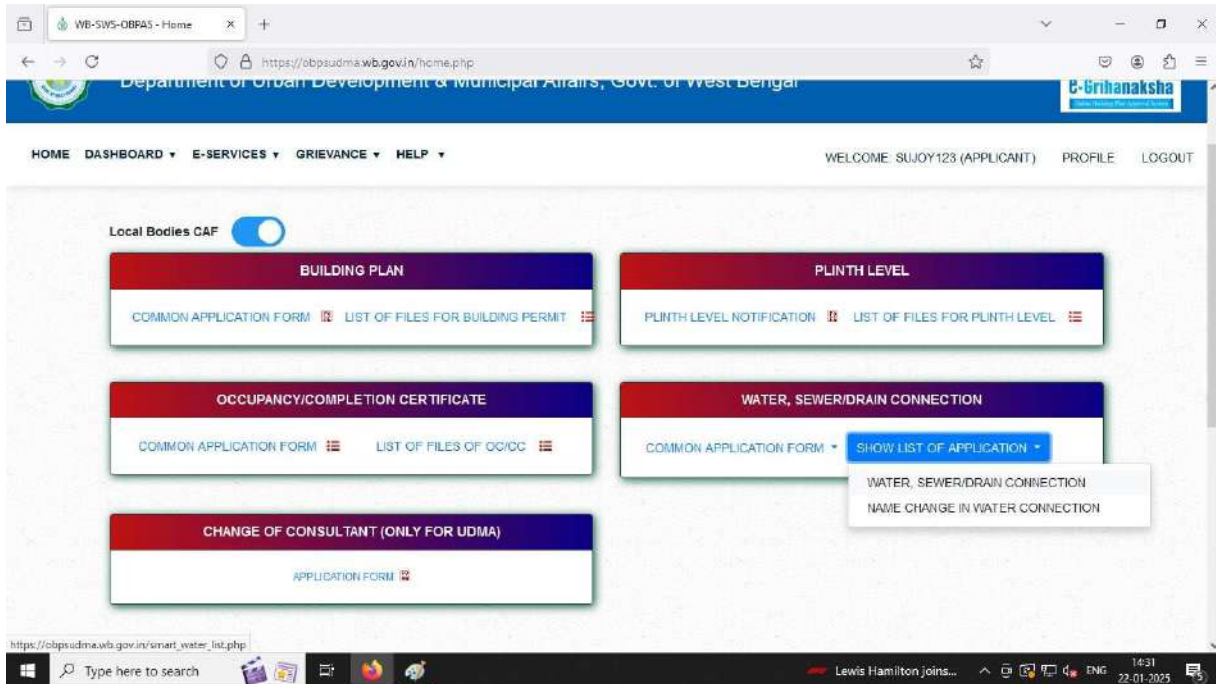 WB-SWS-OBPAS - Home
https://obpsudma.wb.gov.in/home.php
Department of Urban Development & Municipal Affairs, Govt. of West Bengal
e-Grihanaksha
HOME DASHBOARD E-SERVICES GRIEVANCE HELP WELCOME: SUJOY123 (APPLICANT) PROFILE LOGOUT
Local Bodies CAF
BUILDING PLAN
COMMON APPLICATION FORM LIST OF FILES FOR BUILDING PERMIT
PLINTH LEVEL
PLINTH LEVEL NOTIFICATION LIST OF FILES FOR PLINTH LEVEL
OCCUPANCY/COMPLETION CERTIFICATE
COMMON APPLICATION FORM LIST OF FILES OF OC/CC
WATER, SEWER/DRAIN CONNECTION
COMMON APPLICATION FORM SHOW LIST OF APPLICATION
WATER, SEWER/DRAIN CONNECTION
NAME CHANGE IN WATER CONNECTION
CHANGE OF CONSULTANT (ONLY FOR UDMA)
APPLICATION FORM
https://obpsudma.wb.gov.in/smart_water_list.php
Type here to search
Lewis Hamilton joins...
ENG
14:31
22-01-2025
5